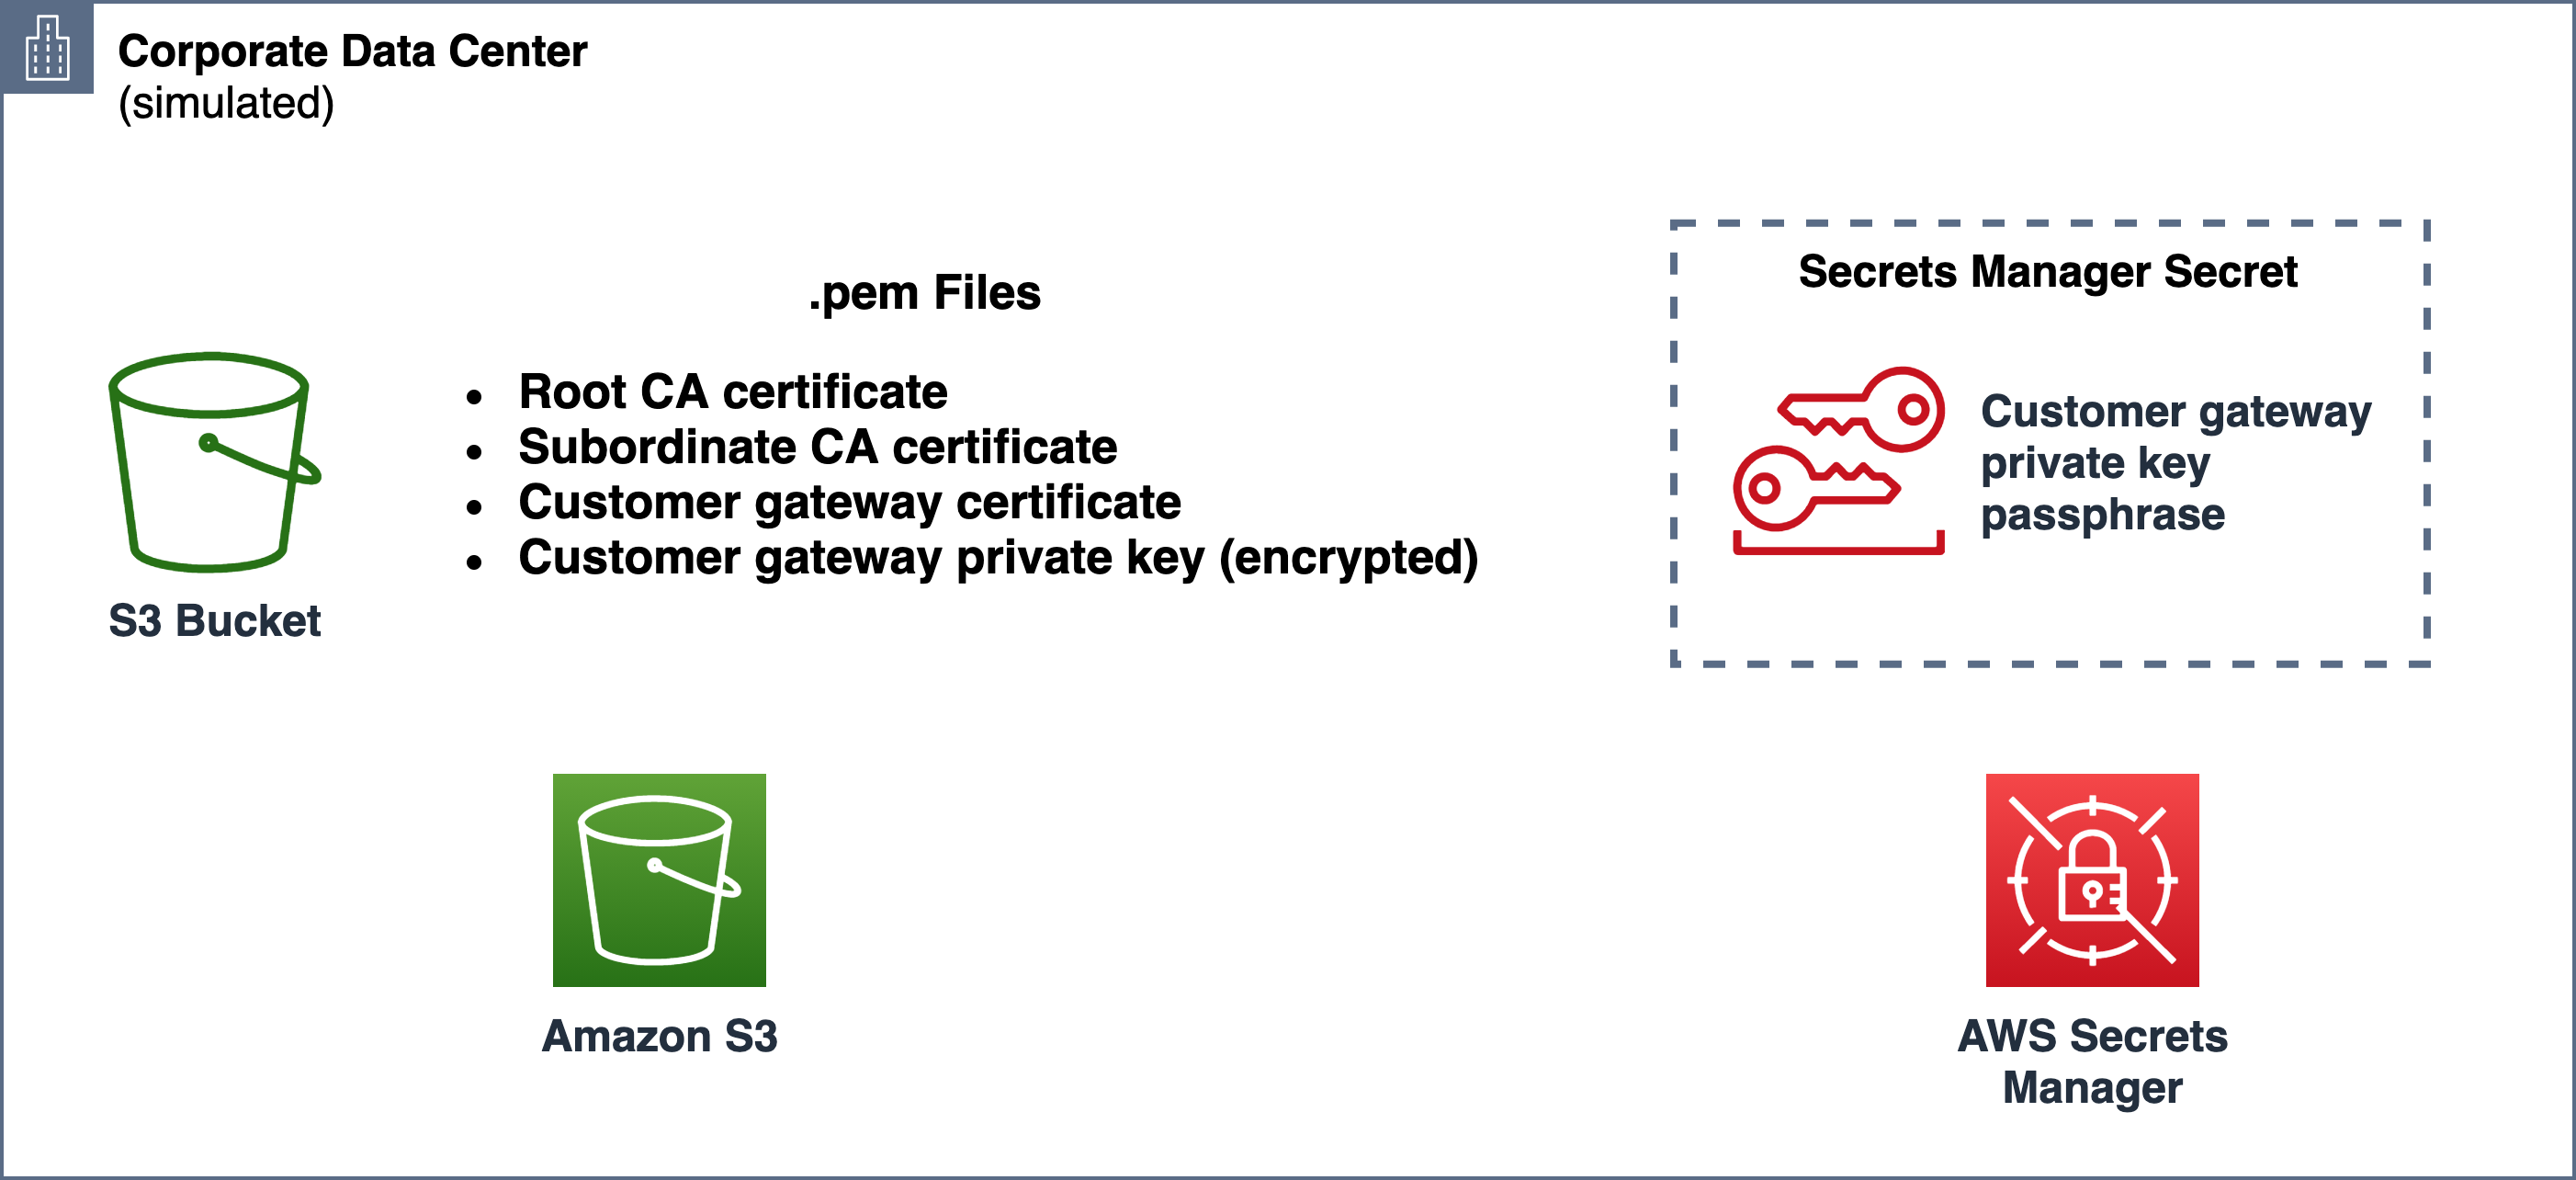 Corporate Data Center
(simulated)
.pem Files
• Root CA certificate
• Subordinate CA certificate
• Customer gateway certificate
• Customer gateway private key (encrypted)
S3 Bucket
Secrets Manager Secret
Customer gateway
private key
passphrase
Amazon S3
AWS Secrets
Manager